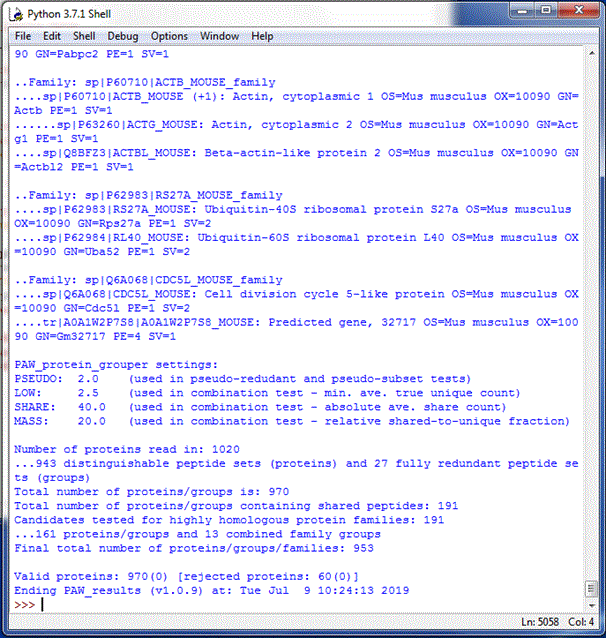 Python 3.7.1 Shell
File Edit Shell Debug Options Window Help
90 GN=Pabpc2 PE=1 SV=1
..Family: sp|P60710|ACTB_MOUSE_family
....sp|P60710|ACTB_MOUSE (+1): Actin, cytoplasmic 1 OS=Mus musculus OX=10090 GN=
Actb PE=1 SV=1
......sp|P63260|ACTG_MOUSE: Actin, cytoplasmic 2 OS=Mus musculus OX=10090 GN=Act
g1 PE=1 SV=1
....sp|Q8BFZ3|ACTBL_MOUSE: Beta-actin-like protein 2 OS=Mus musculus OX=10090 GN
=Actbl2 PE=1 SV=1
..Family: sp|P62983|RS27A_MOUSE_family
....sp|P62983|RS27A_MOUSE: Ubiquitin-40S ribosomal protein S27a OS=Mus musculus
OX=10090 GN=Rps27a PE=1 SV=2
....sp|P62984|RL40_MOUSE: Ubiquitin-60S ribosomal protein L40 OS=Mus musculus OX
=10090 GN=Uba52 PE=1 SV=2
..Family: sp|Q6A068|CDC5L_MOUSE_family
....sp|Q6A068|CDC5L_MOUSE: Cell division cycle 5-like protein OS=Mus musculus OX
=10090 GN=Cdc5l PE=1 SV=2
....tr|A0A1W2P7S8|A0A1W2P7S8_MOUSE: Predicted gene, 32717 OS=Mus musculus OX=100
90 GN=Gm32717 PE=4 SV=1
PAW_protein_grouper settings:
PSEUDO: 2.0 (used in pseudo-redudant and pseudo-subset tests)
LOW: 2.5 (used in combination test - min. ave. true unique count)
SHARE: 40.0 (used in combination test - absolute ave. share count)
MASS: 20.0 (used in combination test - relative shared-to-unique fraction)
Number of proteins read in: 1020
...943 distinguishable peptide sets (proteins) and 27 fully redundant peptide se
ts (groups)
Total number of proteins/groups is: 970
Total number of proteins/groups containing shared peptides: 191
Candidates tested for highly homologous protein families: 191
...161 proteins/groups and 13 combined family groups
Final total number of proteins/groups/families: 953
Valid proteins: 970(0) [rejected proteins: 60(0)]
Ending PAW_results (v1.0.9) at: Tue Jul 9 10:24:13 2019
>>>
Ln: 5058 Col: 4